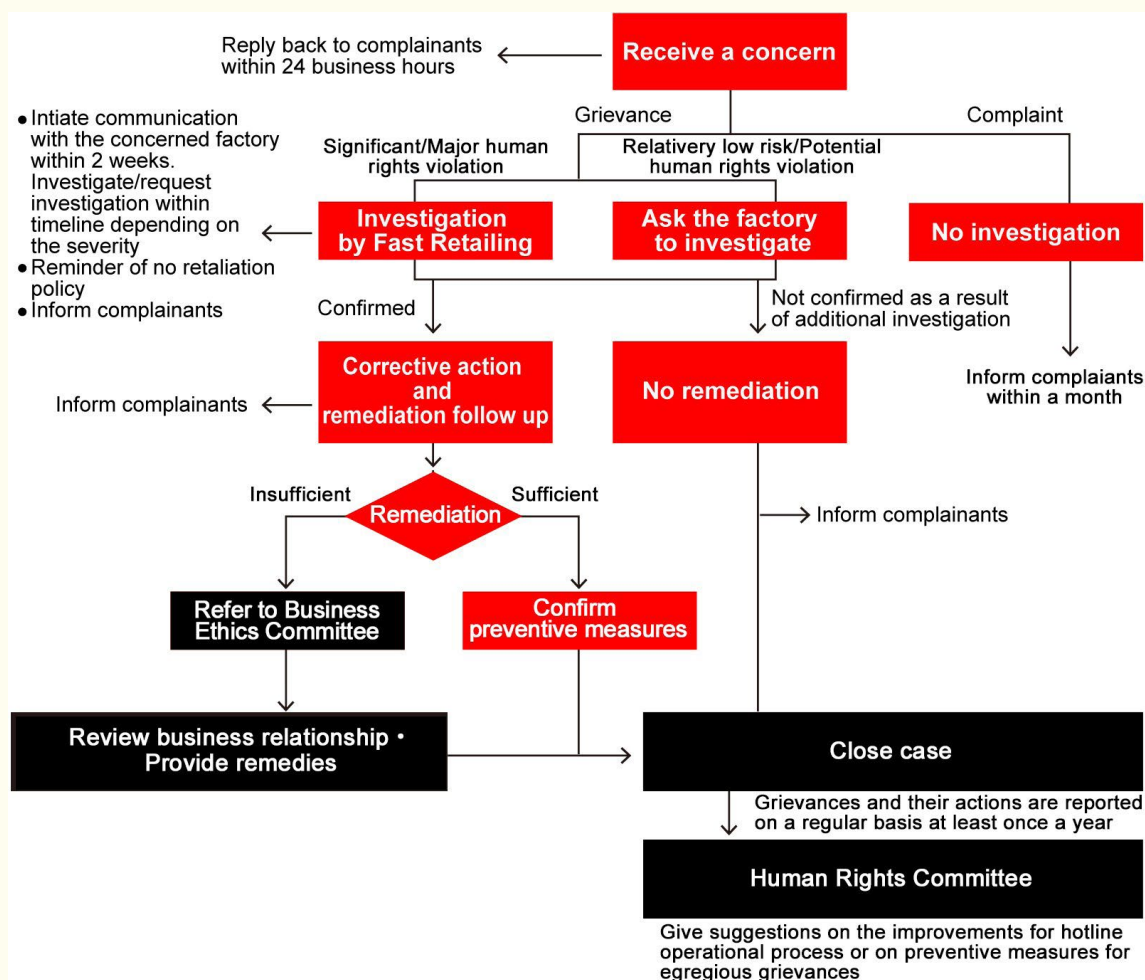 Receive a concern
Reply back to complainants
within 24 business hours
Grievance
Complaint
• Intiate communication
with the concerned factory
within 2 weeks.
Investigate/request
investigation within
timeline depending on
the severity
• Reminder of no retaliation
policy
• Inform complainants
Significant/Major human
rights violation
Relativery low risk/Potential
human rights violation
Investigation
by Fast Retailing
Ask the factory
to investigate
No investigation
Confirmed
Not confirmed as a result
of additional investigation
Corrective action
and
remediation follow up
No remediation
Inform complaiants
within a month
Inform complainants
Insufficient
Sufficient
Remediation
Inform complainants
Refer to Business
Ethics Committee
Confirm
preventive measures
Review business relationship・
Provide remedies
Close case
Grievances and their actions are reported
on a regular basis at least once a year
Human Rights Committee
Give suggestions on the improvements for hotline
operational process or on preventive measures for
egregious grievances